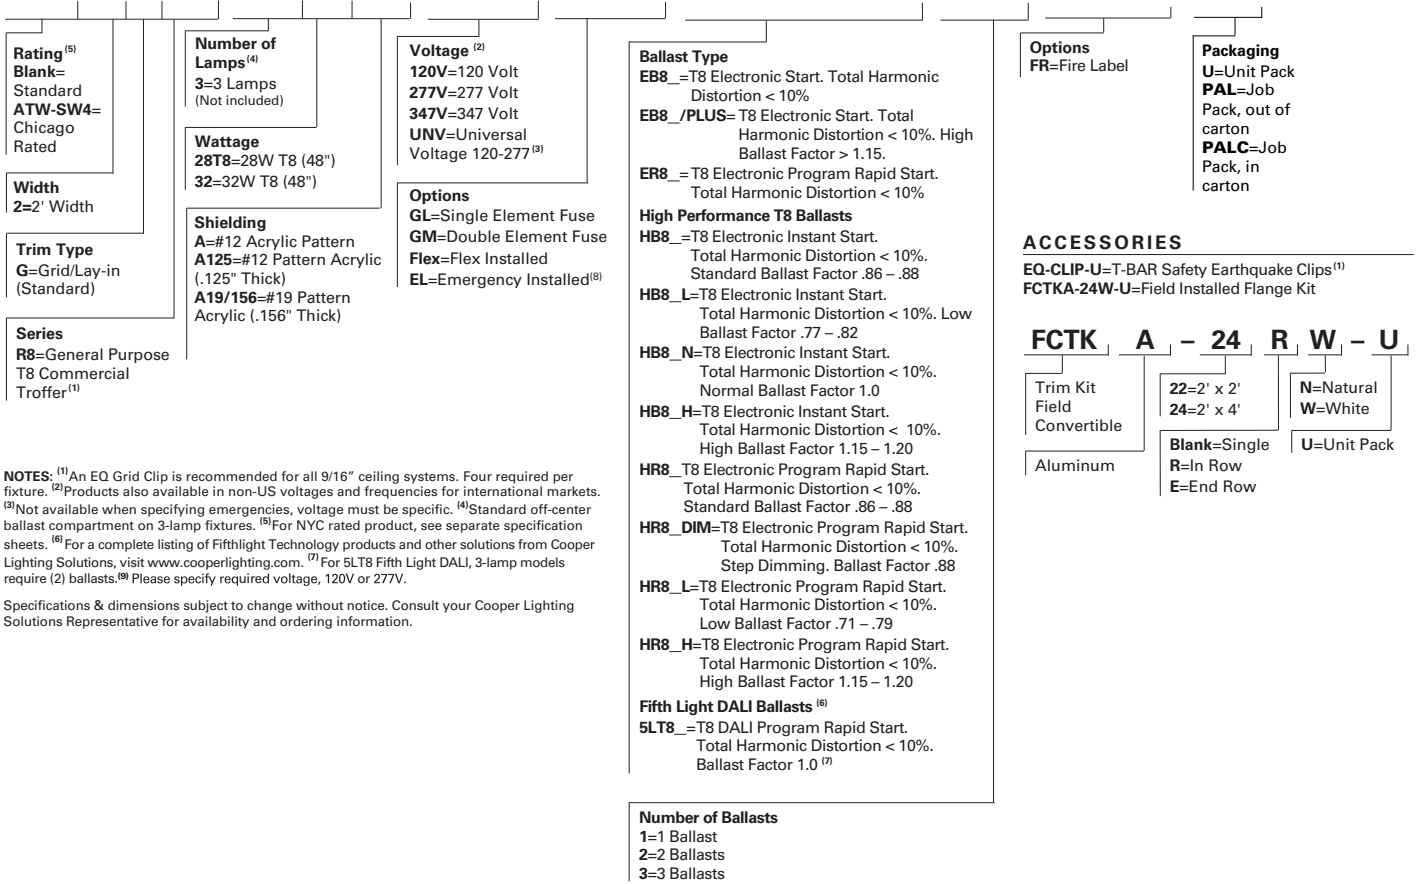 Rating (5)
Blank=
Standard
ATW-SW4=
Chicago
Rated
Width
2=2' Width
Trim Type
G=Grid/Lay-in
(Standard)
Series
R8=General Purpose
T8 Commercial
Troffer(1)
Number of
Lamps(4)
3=3 Lamps
(Not included)
Wattage
28T8=28W T8 (48")
32=32W T8 (48")
Shielding
A=#12 Acrylic Pattern
A125=#12 Pattern Acrylic
(.125" Thick)
A19/156=#19 Pattern
Acrylic (.156" Thick)
Voltage (2)
120V=120 Volt
277V=277 Volt
347V=347 Volt
UNV=Universal
Voltage 120-277(3)
Options
GL=Single Element Fuse
GM=Double Element Fuse
Flex=Flex Installed
EL=Emergency Installed(8)
Ballast Type
EB8_=T8 Electronic Start. Total Harmonic
Distortion < 10%
EB8_/PLUS= T8 Electronic Start. Total
Harmonic Distortion < 10%. High
Ballast Factor > 1.15.
ER8_= T8 Electronic Program Rapid Start.
Total Harmonic Distortion < 10%
High Performance T8 Ballasts
HB8_=T8 Electronic Instant Start.
Total Harmonic Distortion < 10%.
Standard Ballast Factor .86 – .88
HB8_L=T8 Electronic Instant Start.
Total Harmonic Distortion < 10%. Low
Ballast Factor .77 – .82
HB8_N=T8 Electronic Instant Start.
Total Harmonic Distortion < 10%.
Normal Ballast Factor 1.0
HB8_H=T8 Electronic Instant Start.
Total Harmonic Distortion < 10%.
High Ballast Factor 1.15 – 1.20
HR8_T8 Electronic Program Rapid Start.
Total Harmonic Distortion < 10%.
Standard Ballast Factor .86 – .88
HR8_DIM=T8 Electronic Program Rapid Start.
Total Harmonic Distortion < 10%.
Step Dimming. Ballast Factor .88
HR8_L=T8 Electronic Program Rapid Start.
Total Harmonic Distortion < 10%.
Low Ballast Factor .71 – .79
HR8_H=T8 Electronic Program Rapid Start.
Total Harmonic Distortion < 10%.
High Ballast Factor 1.15 – 1.20
Fifth Light DALI Ballasts (6)
5LT8_=T8 DALI Program Rapid Start.
Total Harmonic Distortion < 10%.
Ballast Factor 1.0 (7)
Number of Ballasts
1=1 Ballast
2=2 Ballasts
3=3 Ballasts
Options
FR=Fire Label
Packaging
U=Unit Pack
PAL=Job
Pack, out of
carton
PALC=Job
Pack, in
carton
ACCESSORIES
EQ-CLIP-U=T-BAR Safety Earthquake Clips(1)
FCTKA-24W-U=Field Installed Flange Kit
FCTK A – 24 R W – U
Trim Kit
Field
Convertible
Aluminum
22=2' x 2'
24=2' x 4'
Blank=Single
R=In Row
E=End Row
N=Natural
W=White
U=Unit Pack
NOTES: (1)An EQ Grid Clip is recommended for all 9/16” ceiling systems. Four required per
fixture. (2)Products also available in non-US voltages and frequencies for international markets.
(3)Not available when specifying emergencies, voltage must be specific. (4)Standard off-center
ballast compartment on 3-lamp fixtures. (5)For NYC rated product, see separate specification
sheets. (6)For a complete listing of Fifthlight Technology products and other solutions from Cooper
Lighting Solutions, visit www.cooperlighting.com. (7)For 5LT8 Fifth Light DALI, 3-lamp models
require (2) ballasts.(9) Please specify required voltage, 120V or 277V.
Specifications & dimensions subject to change without notice. Consult your Cooper Lighting
Solutions Representative for availability and ordering information.